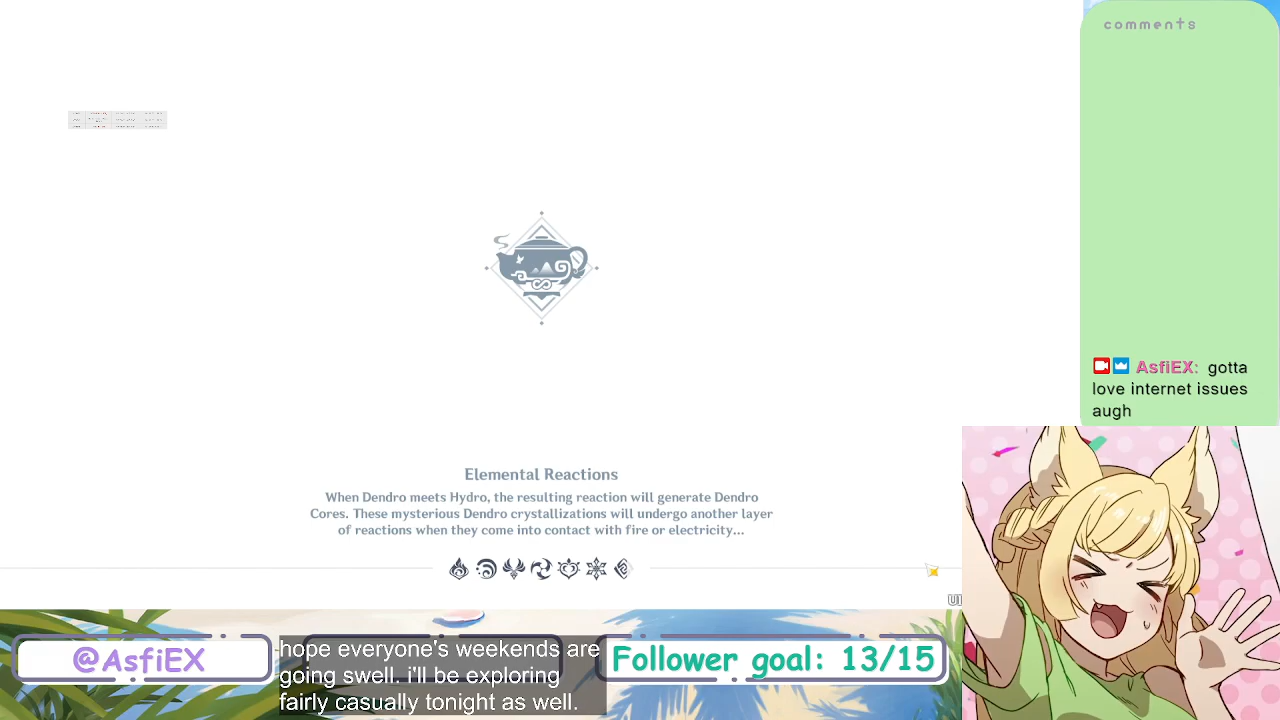 comments
AsfiEX: gotta
love internet issues
augh
Elemental Reactions
When Dendro meets Hydro, the resulting reaction will generate Dendro
Cores. These mysterious Dendro crystallizations will undergo another layer
of reactions when they come into contact with fire or electricity...
@AsfiEX
hope everyone's weekends are
going swell. i'll be exploring
fairly casually tonight as well.
Follower goal: 13/15